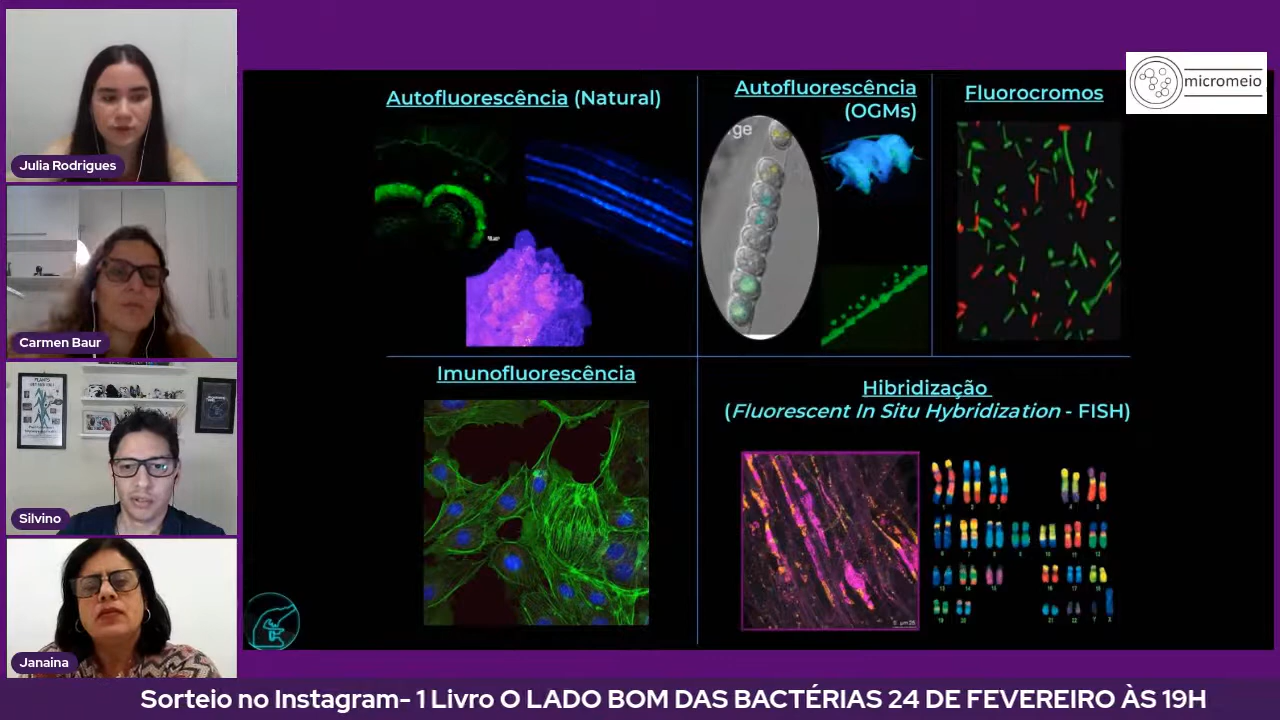 Julia Rodrigues
Carmen Baur
Silvino
Janaina
Autofluorescência (Natural)
Autofluorescência
(OGMs)
ge
Fluorocromos
micromeio
Imunofluorescência
Hibridização
(Fluorescent In Situ Hybridization - FISH)
Sorteio no Instagram- 1 Livro O LADO BOM DAS BACTÉRIAS 24 DE FEVEREIRO ÀS 19H